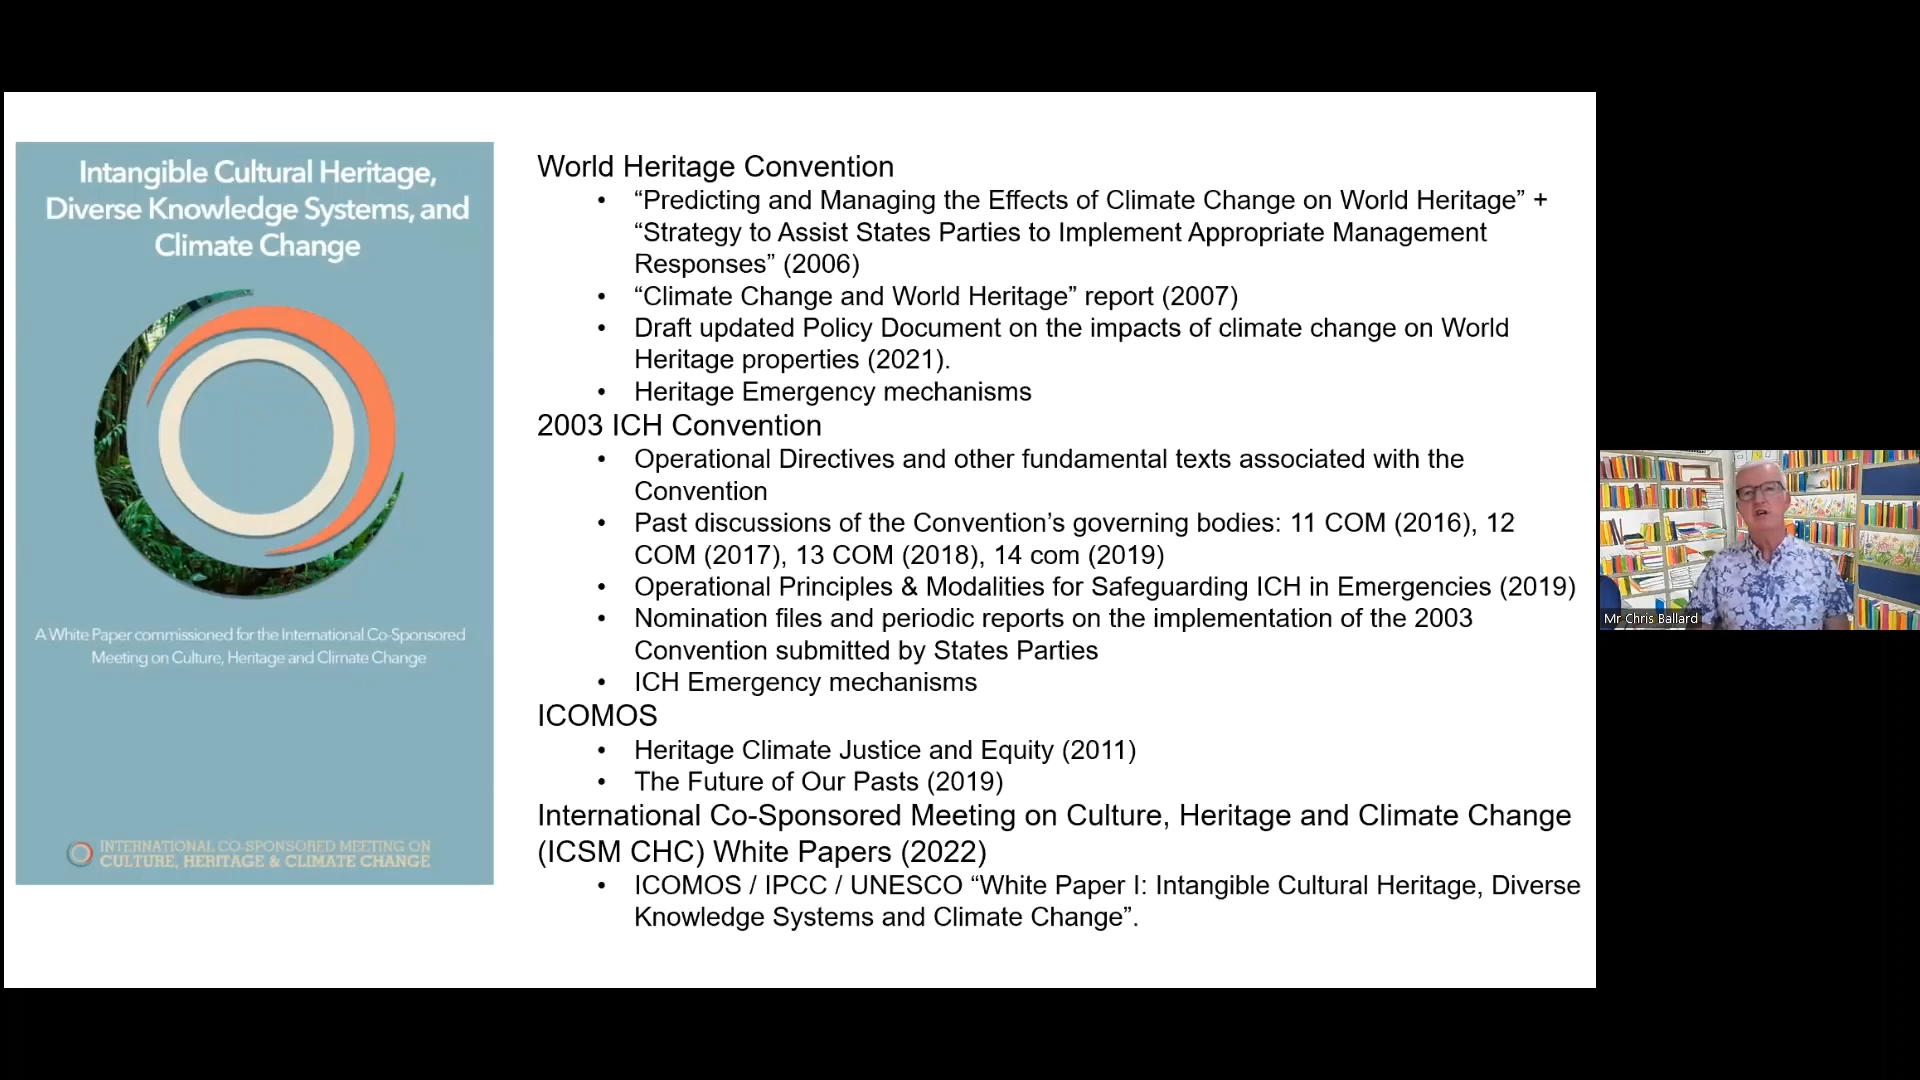 Intangible Cultural Heritage,
Diverse Knowledge Systems, and
Climate Change
A White Paper commissioned for the International Co-Sponsored
Meeting on Culture, Heritage and Climate Change
INTERNATIONAL CO-SPONSORED MEETING ON
CULTURE, HERITAGE & CLIMATE CHANGE
World Heritage Convention
• “Predicting and Managing the Effects of Climate Change on World Heritage” +
“Strategy to Assist States Parties to Implement Appropriate Management
Responses” (2006)
• “Climate Change and World Heritage” report (2007)
• Draft updated Policy Document on the impacts of climate change on World
Heritage properties (2021).
• Heritage Emergency mechanisms
2003 ICH Convention
• Operational Directives and other fundamental texts associated with the
Convention
• Past discussions of the Convention’s governing bodies: 11 COM (2016), 12
COM (2017), 13 COM (2018), 14 com (2019)
• Operational Principles & Modalities for Safeguarding ICH in Emergencies (2019)
• Nomination files and periodic reports on the implementation of the 2003
Convention submitted by States Parties
• ICH Emergency mechanisms
ICOMOS
• Heritage Climate Justice and Equity (2011)
• The Future of Our Pasts (2019)
International Co-Sponsored Meeting on Culture, Heritage and Climate Change
(ICSM CHC) White Papers (2022)
• ICOMOS / IPCC / UNESCO “White Paper I: Intangible Cultural Heritage, Diverse
Knowledge Systems and Climate Change”.
Mr Chris Ballard